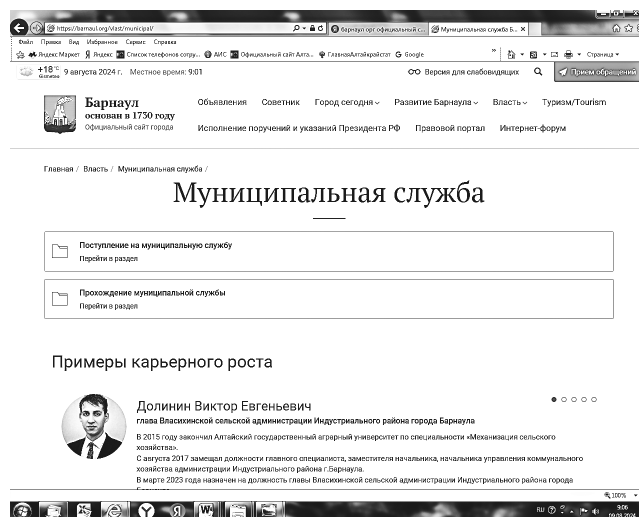 https://barnaul.org/vlast/municipal/
барнаул орг официальный с...
Муниципальная служба Б...
Файл Правка Вид Избранное Сервис Справка
Яндекс Маркет Яндекс Список телефонов сотру... АИС Официальный сайт Алта... ГлавнаяАлтайкрайстат Google
Страница
+18°C
Gismeteo
9 августа 2024 г. Местное время: 9:01
Версия для слабовидящих
Прием обращений
Барнаул
основан в 1730 году
Официальный сайт города
Объявления Советник Город сегодня Развитие Барнаула Власть Туризм/Tourism
Исполнение поручений и указаний Президента РФ Правовой портал Интернет-форум
Главная / Власть / Муниципальная служба /
Муниципальная служба
Поступление на муниципальную службу
Перейти в раздел
Прохождение муниципальной службы
Перейти в раздел
Примеры карьерного роста
Долинин Виктор Евгеньевич
глава Власихинской сельской администрации Индустриального района города Барнаула
В 2015 году закончил Алтайский государственный аграрный университет по специальности «Механизация сельского
хозяйства».
С августа 2017 замещал должности главного специалиста, заместителя начальника, начальника управления коммунального
хозяйства администрации Индустриального района г.Барнаула.
В марте 2023 года назначен на должность главы Власихинской сельской администрации Индустриального района города
100%
RU
9:06
09.08.2024